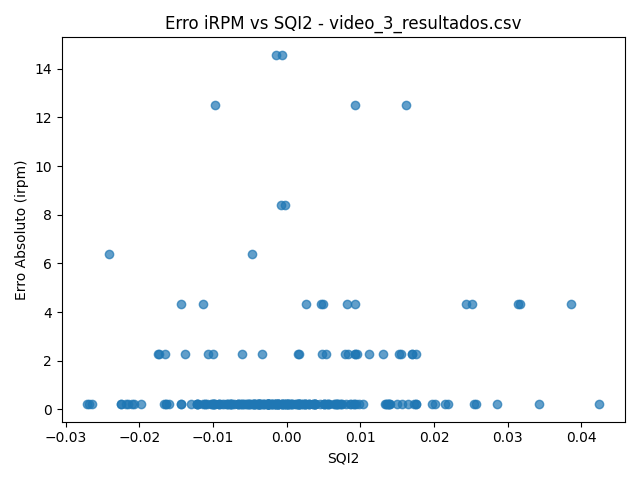 Erro iRPM vs SQI2 - video_3_resultados.csv
14
12
10
8
6
4
2
0
Erro Absoluto (irpm)
−0.03 −0.02 −0.01 0.00 0.01 0.02 0.03 0.04
SQI2